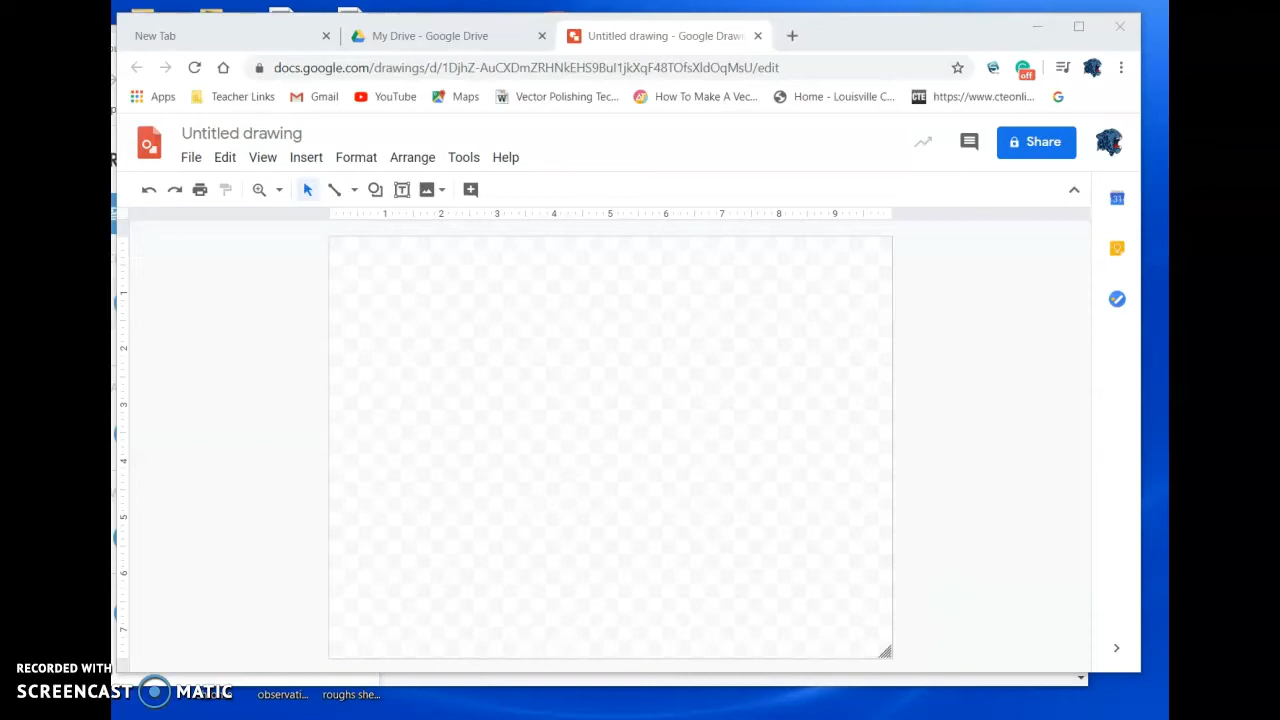 New Tab
My Drive - Google Drive
Untitled drawing - Google Drawi
docs.google.com/drawings/d/1DjhZ-AuCXDmZRHNkEHS9BuI1jkXqF48TOfsXldOqMsU/edit
off
Apps
Teacher Links
Gmail
YouTube
Maps
Vector Polishing Tec...
How To Make A Vec...
Home - Louisville C...
CTE
https://www.cteonli...
Untitled drawing
Share
File Edit View Insert Format Arrange Tools Help
31
1 2 3 4 5 6 7 8 9
1
2
3
4
5
6
7
RECORDED WITH
SCREENCAST MATIC
observati...
roughs she...